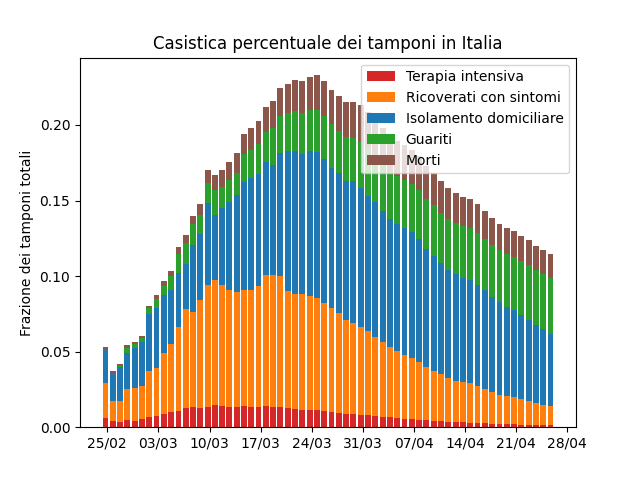 Casistica percentuale dei tamponi in Italia
Frazione dei tamponi totali
0.20
0.15
0.10
0.05
0.00
Terapia intensiva
Ricoverati con sintomi
Isolamento domiciliare
Guariti
Morti
25/02 03/03 10/03 17/03 24/03 31/03 07/04 14/04 21/04 28/04